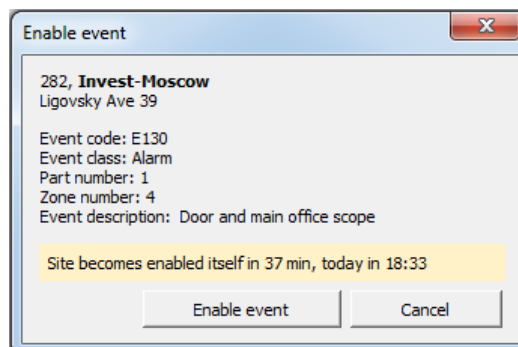 Enable event
282, Invest-Moscow
Ligovsky Ave 39
Event code: E130
Event class: Alarm
Part number: 1
Zone number: 4
Event description:  Door and main office scope
Site becomes enabled itself in 37 min, today in 18:33
Enable event
Cancel